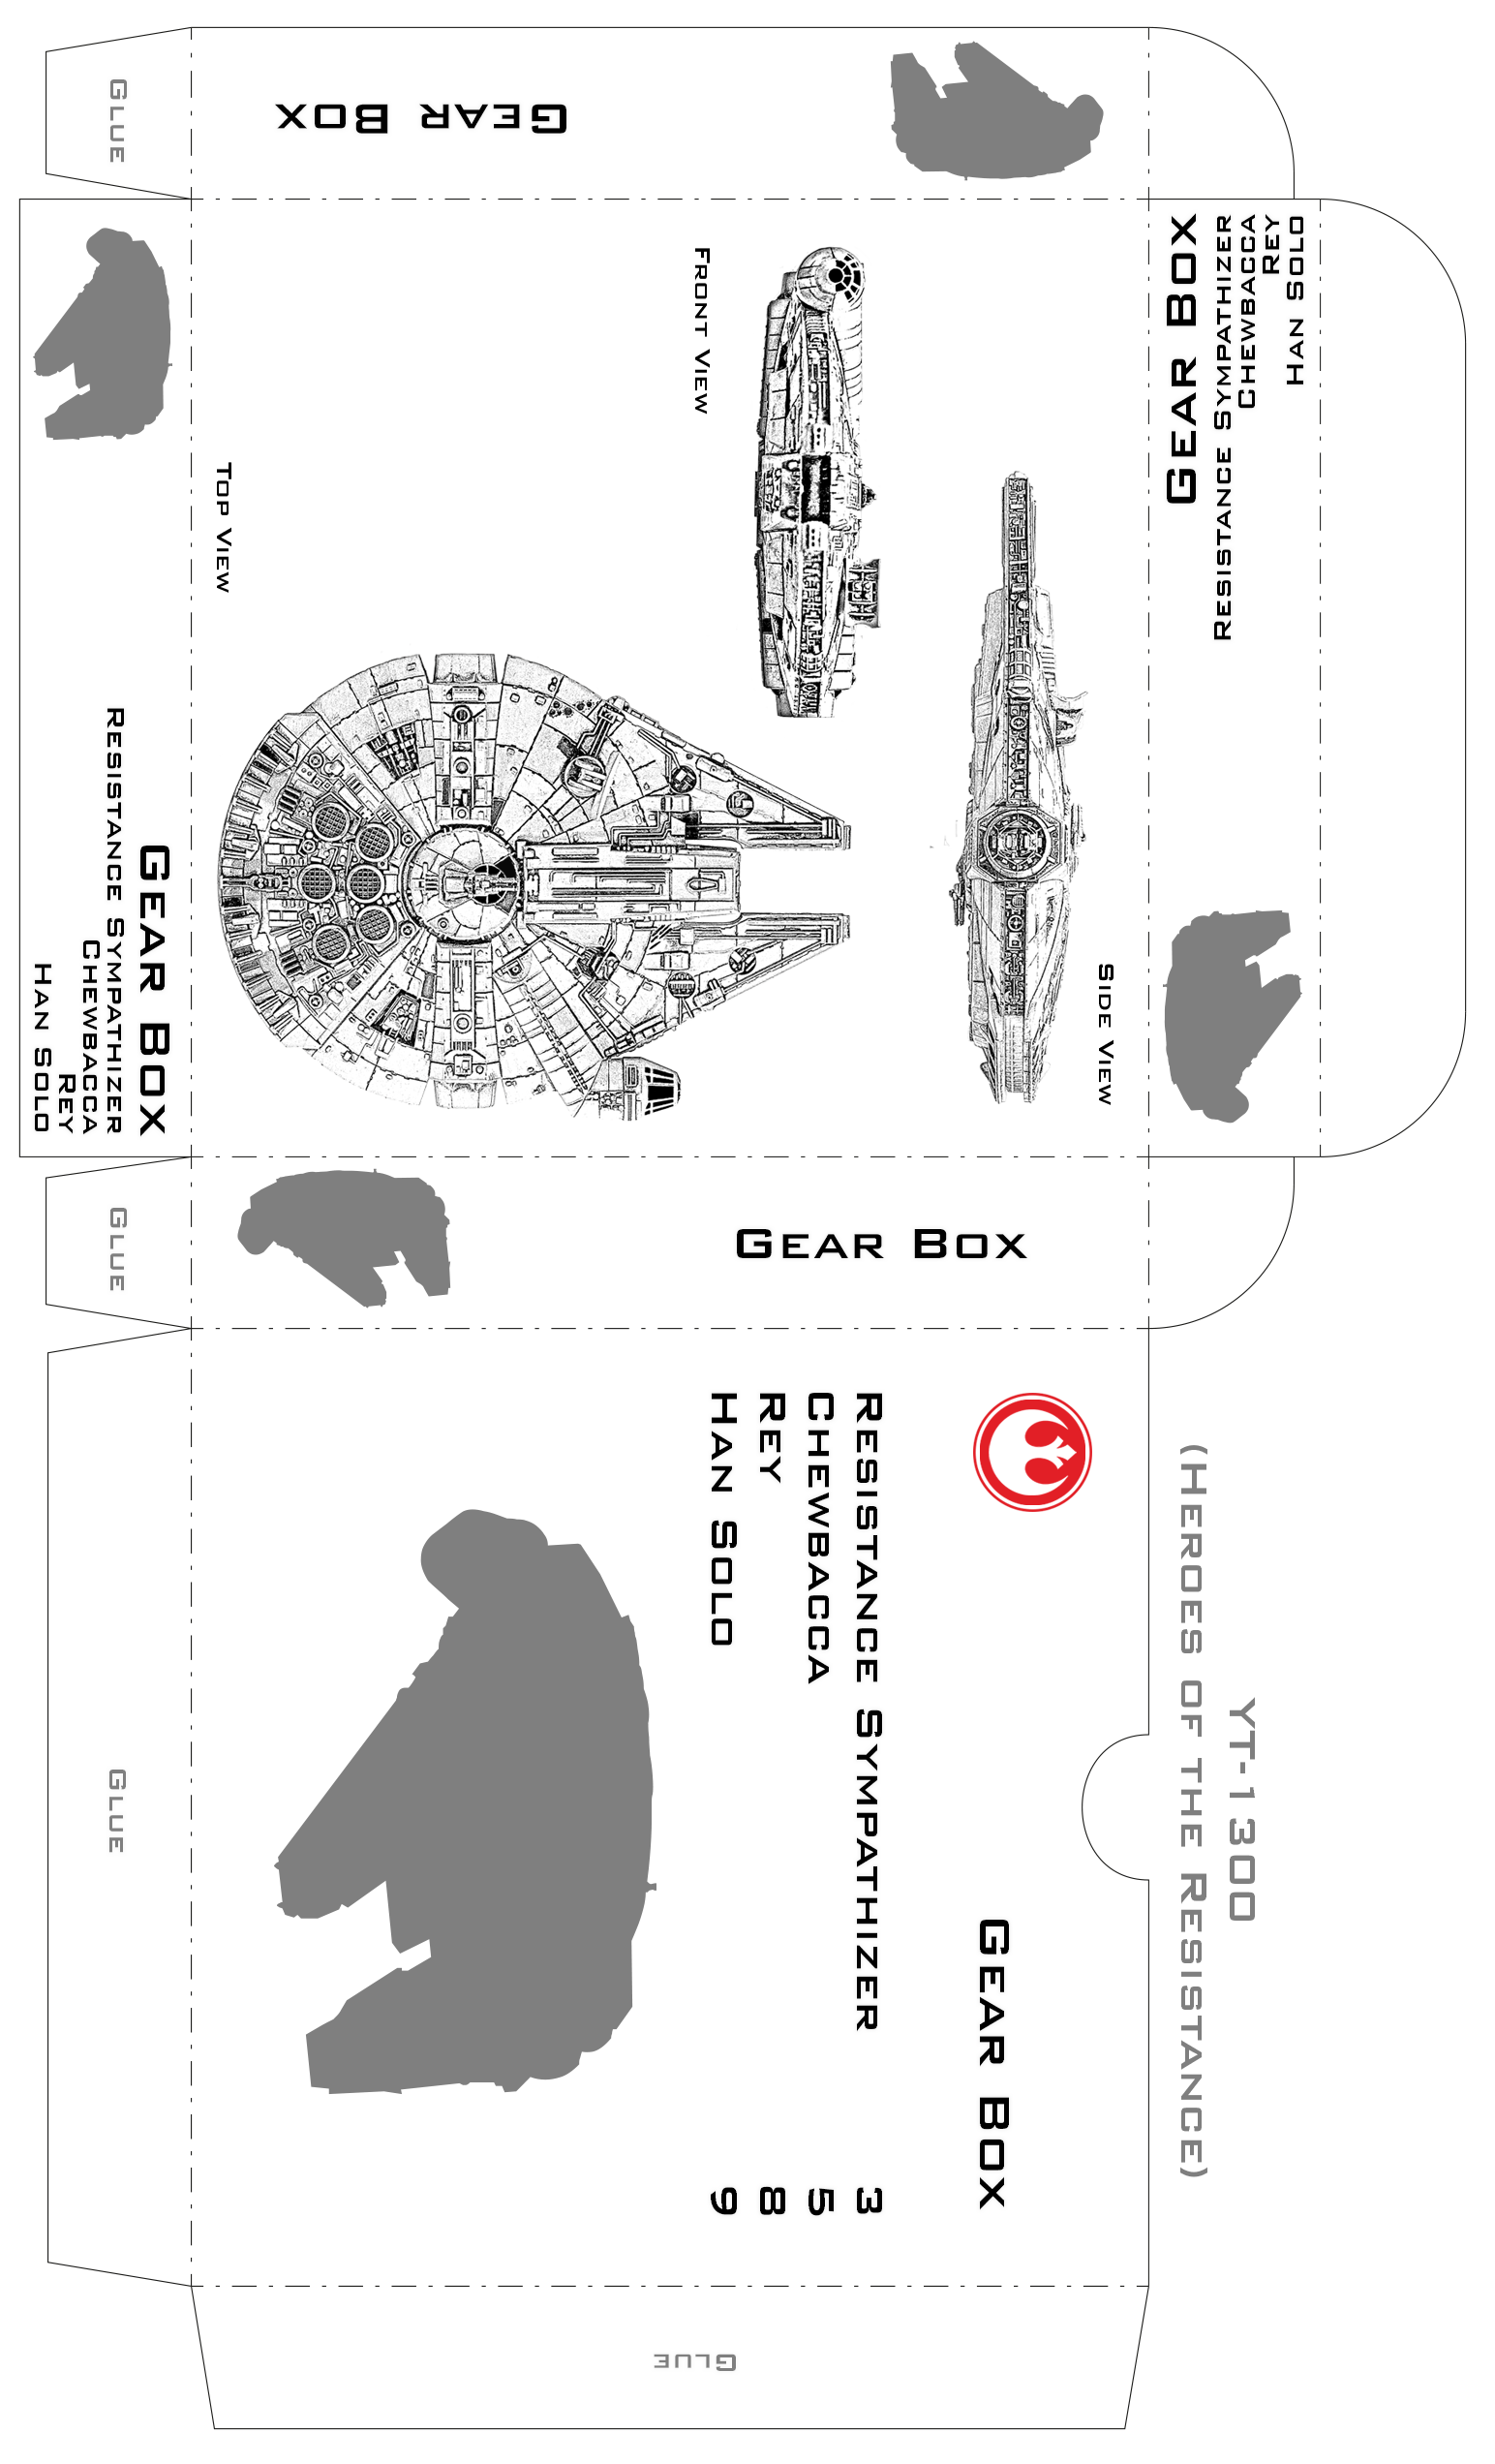 Glue
Gear Box
Gear Box
Resistance Sympathizer
Chewbacca
Rey
Han Solo
Front View
Top View
Side View
Gear Box
Resistance Sympathizer
Chewbacca
Rey
Han Solo
Glue
Gear Box
Glue
YT-1300
(Heroes of the Resistance)
Gear Box
Resistance Sympathizer 3
Chewbacca 5
Rey 8
Han Solo 9
Glue